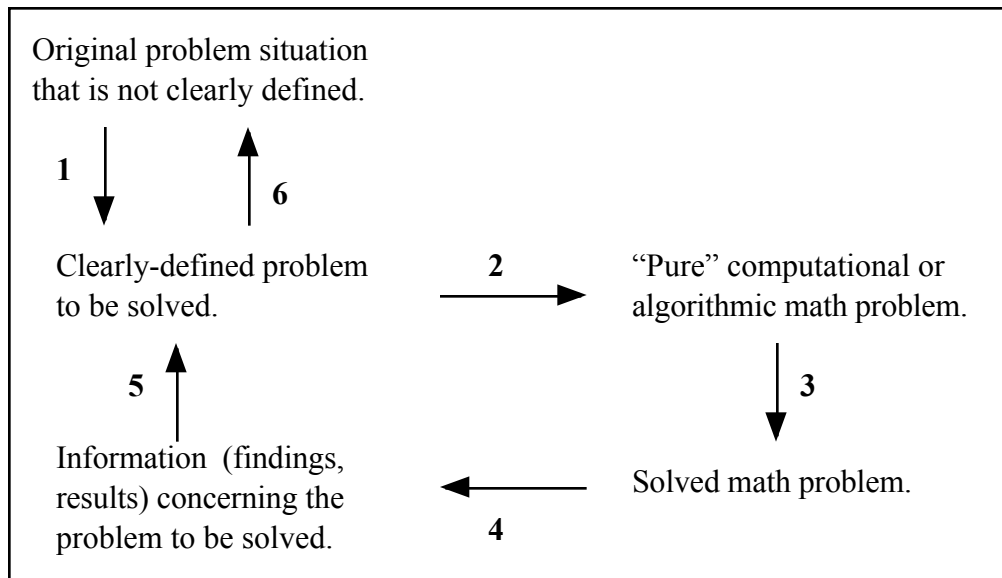 Original problem situation
that is not clearly defined.
1
6
Clearly-defined problem
to be solved.
2
“Pure” computational or
algorithmic math problem.
5
3
Information (findings,
results) concerning the
problem to be solved.
4
Solved math problem.